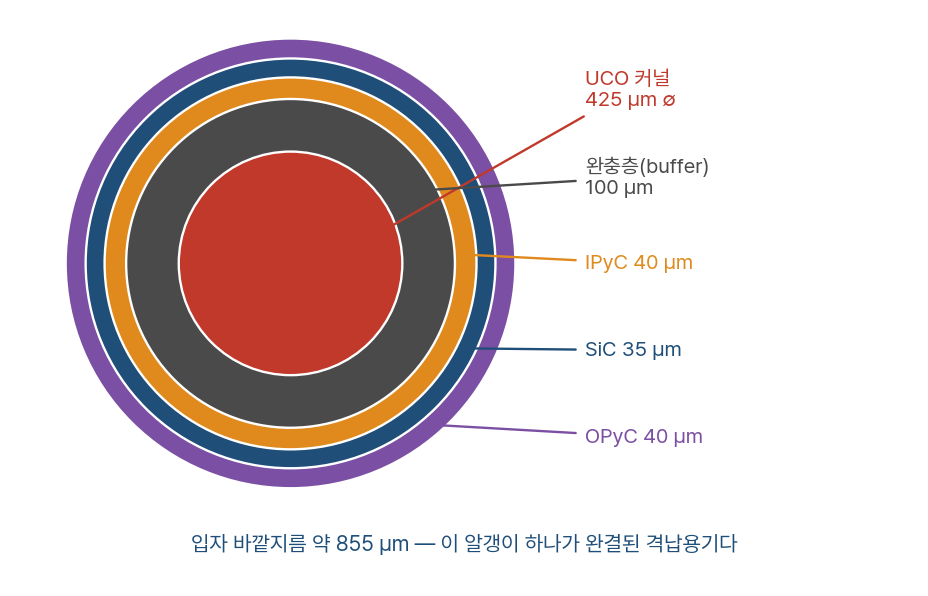 UCO 커널
425 µm ⌀
완충층(buffer)
100 µm
IPyC 40 µm
SiC 35 µm
OPyC 40 µm
입자 바깥지름 약 855 µm — 이 알갱이 하나가 완결된 격납용기다